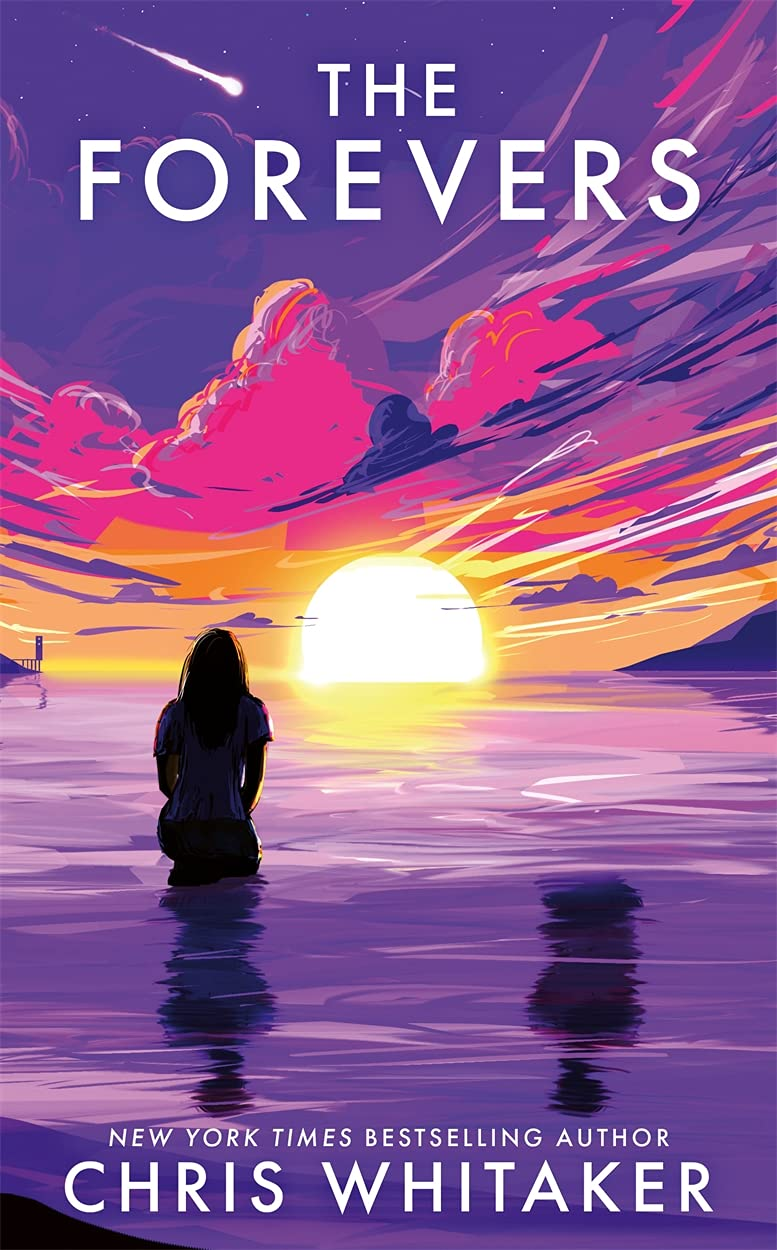 THE
FOREVERS
NEW YORK TIMES BESTSELLING AUTHOR
CHRIS WHITAKER